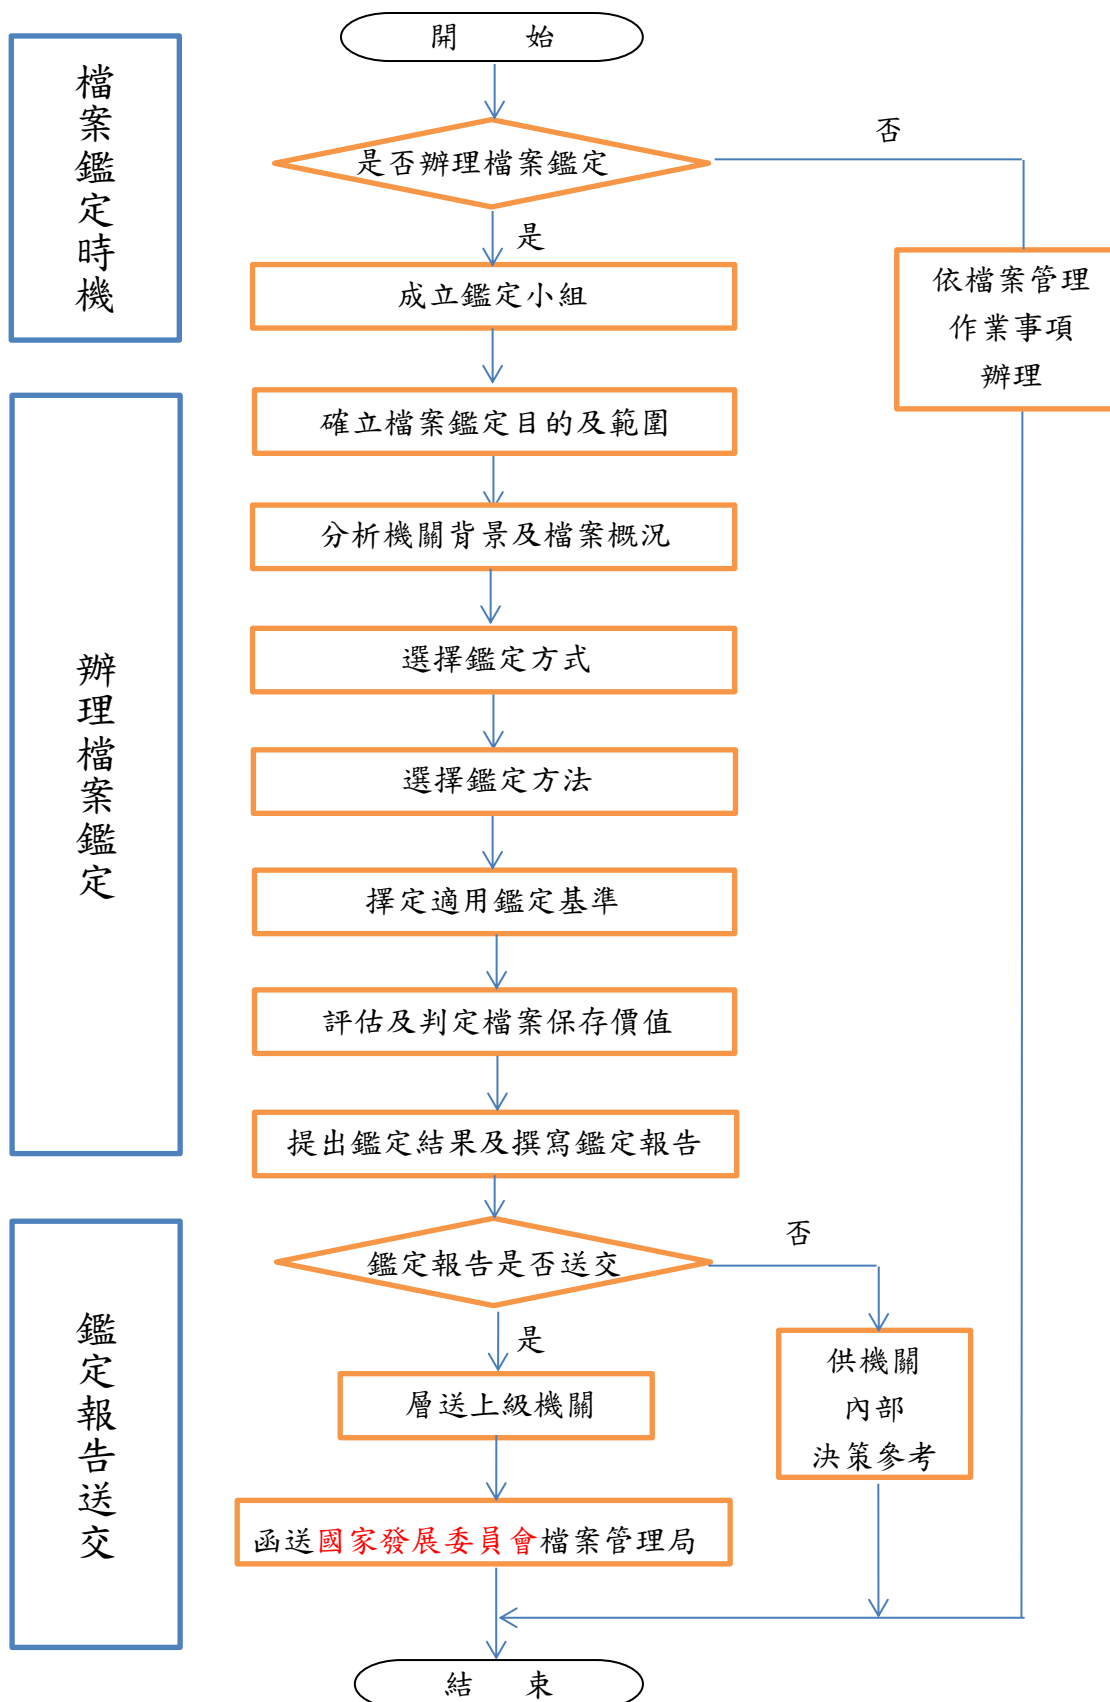 檔案鑑定時機
開 始
是否辦理檔案鑑定
否
是
成立鑑定小組
依檔案管理
作業事項
辦理
辦理檔案鑑定
確立檔案鑑定目的及範圍
分析機關背景及檔案概況
選擇鑑定方式
選擇鑑定方法
擇定適用鑑定基準
評估及判定檔案保存價值
提出鑑定結果及撰寫鑑定報告
鑑定報告送交
鑑定報告是否送交
否
是
層送上級機關
供機關
內部
決策參考
函送國家發展委員會檔案管理局
結 束